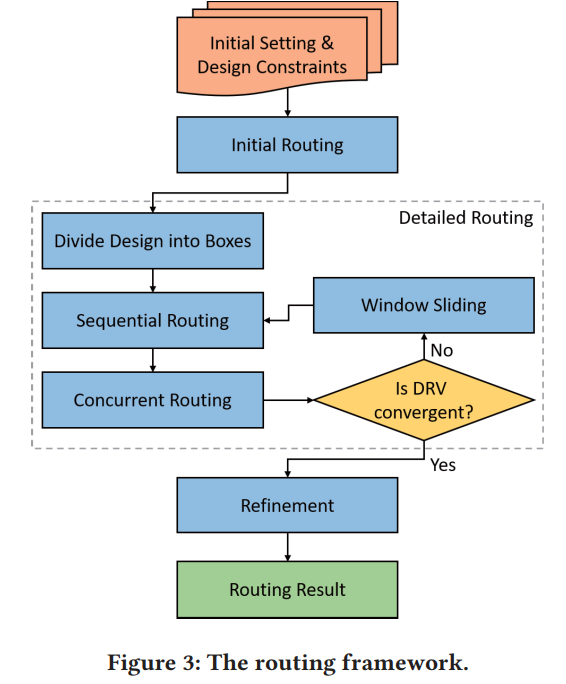 Initial Setting &
Design Constraints
Initial Routing
Detailed Routing
Divide Design into Boxes
Sequential Routing
Window Sliding
No
Concurrent Routing
Is DRV
convergent?
Yes
Refinement
Routing Result
Figure 3: The routing framework.